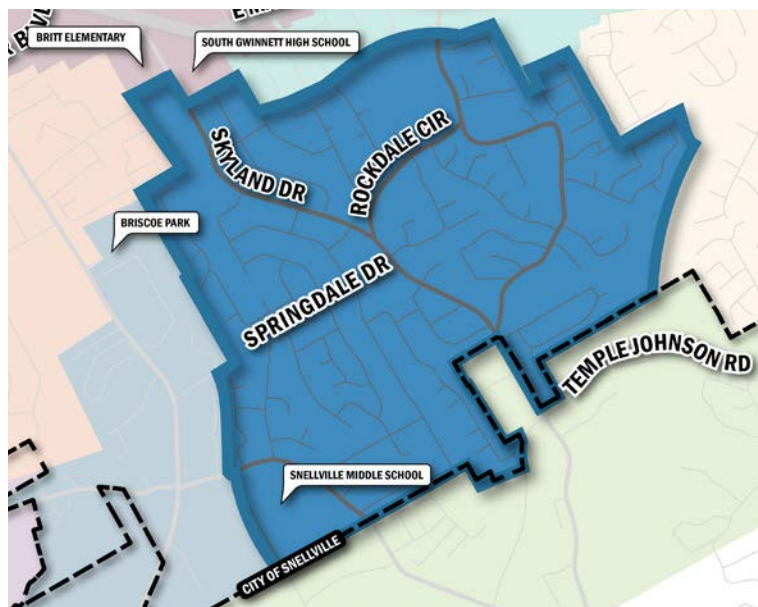 BRITT ELEMENTARY
SOUTH GWINNETT HIGH SCHOOL
SKYLAND DR
ROCKDALE CIR
BRISCOE PARK
SPRINGDALE DR
TEMPLE JOHNSON RD
SNELLVILLE MIDDLE SCHOOL
CITY OF SNELLVILLE